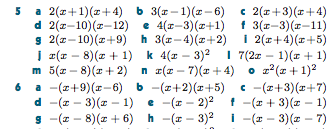 5 a 2(x+1)(x+4) b 3(x−1)(x−6) c 2(x+3)(x+4)
d 2(x−10)(x−12) e 4(x−3)(x+1) f 3(x−3)(x−11)
g 2(x−10)(x+9) h 3(x−4)(x+2) i 2(x+4)(x+5)
j x(x − 8)(x + 1) k 4(x − 3)² l 7(2x − 1)(x + 1)
m 5(x − 8)(x + 2) n x(x − 7)(x + 4) o x²(x + 1)²
6 a −(x+9)(x−6) b −(x+2)(x+5) c −(x+3)(x+7)
d −(x − 3)(x − 1) e −(x − 2)² f −(x + 3)(x − 1)
g −(x − 8)(x + 6) h −(x − 3)² i −(x − 3)(x − 7)